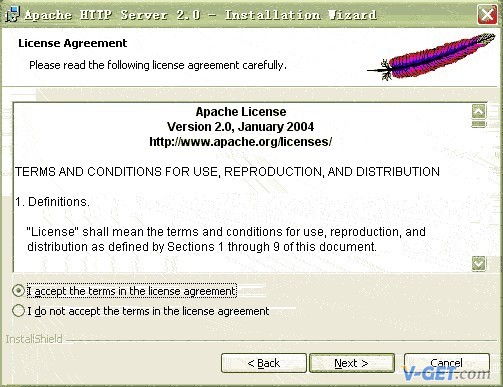 Apache HTTP Server 2.0 - Installation Wizard
License Agreement
Please read the following license agreement carefully.
Apache License
Version 2.0, January 2004
http://www.apache.org/licenses/
TERMS AND CONDITIONS FOR USE, REPRODUCTION, AND DISTRIBUTION
1. Definitions.
"License" shall mean the terms and conditions for use, reproduction, and
distribution as defined by Sections 1 through 9 of this document.
I accept the terms in the license agreement
I do not accept the terms in the license agreement
InstallShield
< Back
Next >
Cancel
V-GET.com